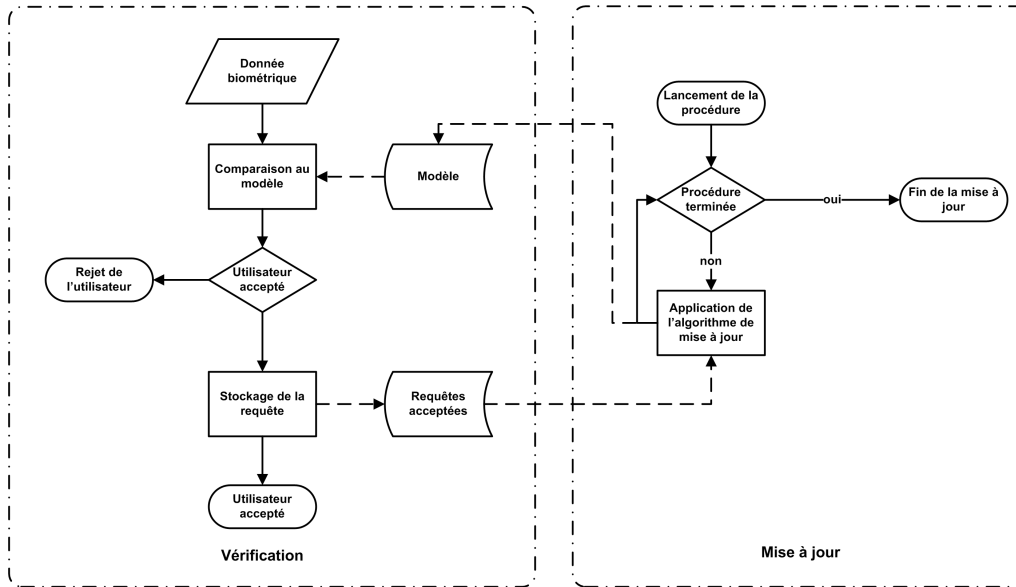 Donnée
biométrique
Comparaison au
modèle
Modèle
Utilisateur
accepté
Rejet de
l'utilisateur
Stockage de la
requête
Requêtes
acceptées
Utilisateur
accepté
Vérification
Lancement de la
procédure
Procédure
terminée
oui
Fin de la mise à
jour
non
Application de
l'algorithme de
mise à jour
Mise à jour